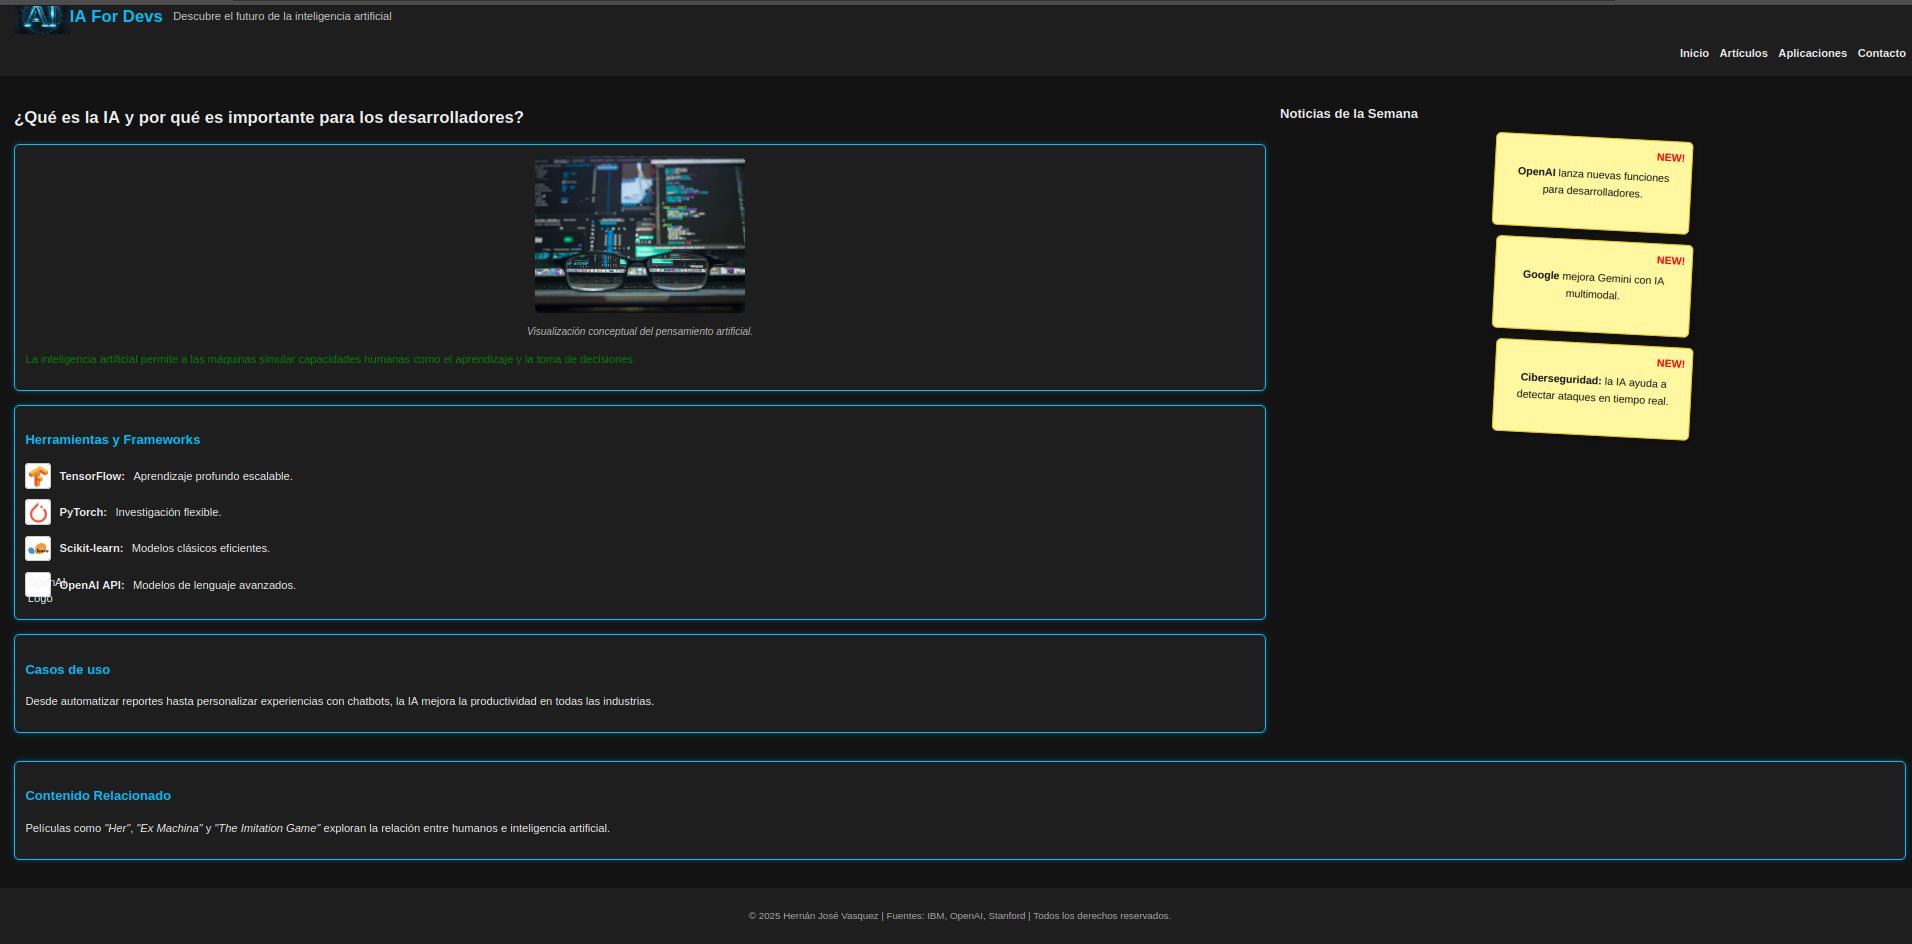 AI IA For Devs Descubre el futuro de la inteligencia artificial
Inicio Artículos Aplicaciones Contacto
¿Qué es la IA y por qué es importante para los desarrolladores?
Visualización conceptual del pensamiento artificial.
La inteligencia artificial permite a las máquinas simular capacidades humanas como el aprendizaje y la toma de decisiones.
Herramientas y Frameworks
TensorFlow: Aprendizaje profundo escalable.
PyTorch: Investigación flexible.
Scikit-learn: Modelos clásicos eficientes.
OpenAI
Logo
OpenAI API: Modelos de lenguaje avanzados.
Casos de uso
Desde automatizar reportes hasta personalizar experiencias con chatbots, la IA mejora la productividad en todas las industrias.
Noticias de la Semana
NEW!
OpenAI lanza nuevas funciones
para desarrolladores.
NEW!
Google mejora Gemini con IA
multimodal.
NEW!
Ciberseguridad: la IA ayuda a
detectar ataques en tiempo real.
Contenido Relacionado
Películas como "Her", "Ex Machina" y "The Imitation Game" exploran la relación entre humanos e inteligencia artificial.
© 2025 Hernán José Vasquez | Fuentes: IBM, OpenAI, Stanford | Todos los derechos reservados.